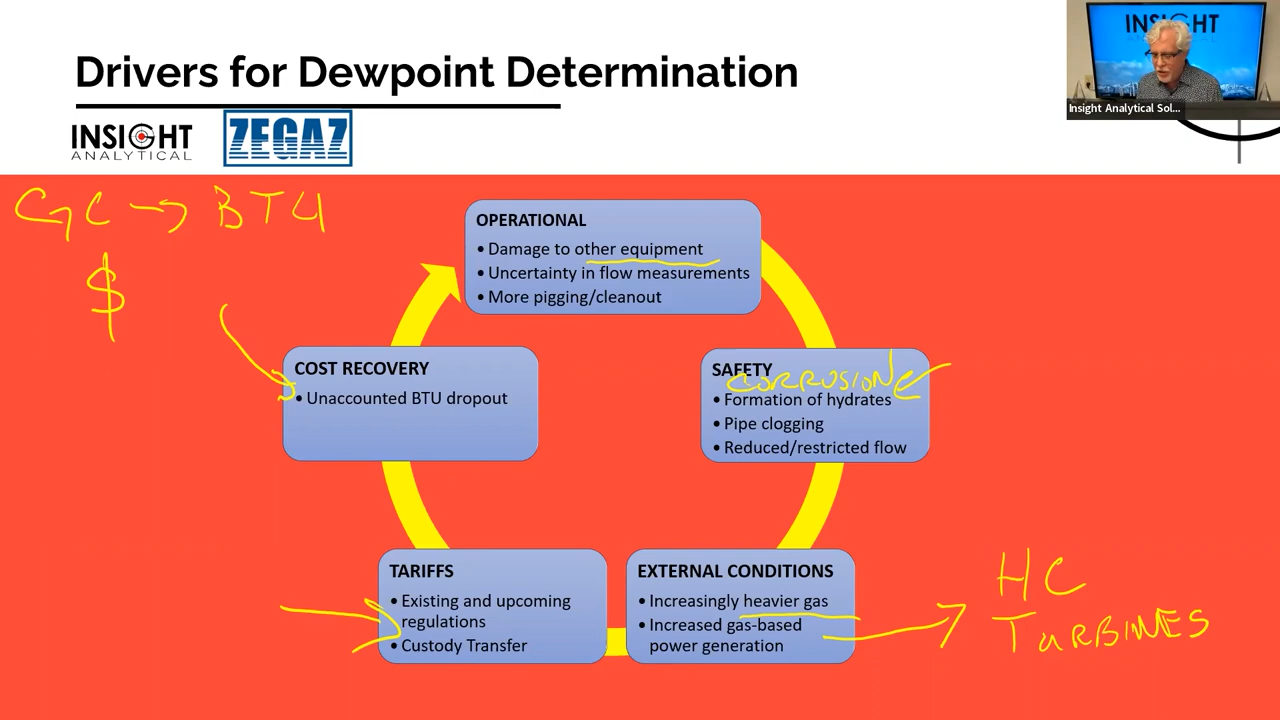 Drivers for Dewpoint Determination
INSIGHT
ANALYTICAL
ZEGAZ
INSIGHT
ANALYTICAL
Insight Analytical Sol...
GC → BTU
$
OPERATIONAL
• Damage to other equipment
• Uncertainty in flow measurements
• More pigging/cleanout
COST RECOVERY
• Unaccounted BTU dropout
SAFETY
CORROSION
• Formation of hydrates
• Pipe clogging
• Reduced/restricted flow
TARIFFS
• Existing and upcoming
regulations
• Custody Transfer
EXTERNAL CONDITIONS
• Increasingly heavier gas
• Increased gas-based
power generation
HC
TURBINES